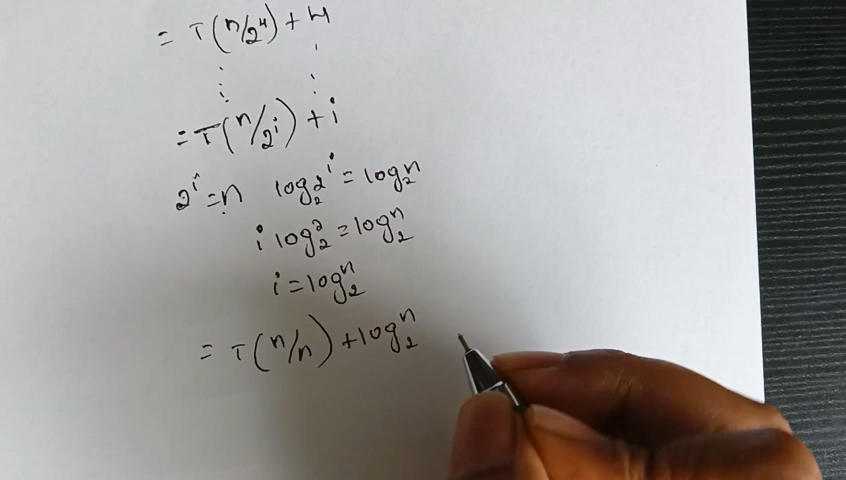 = T(n/2⁴) + 4
= T(n/2ⁱ) + i
2ⁱ = n log₂2ⁱ = log₂n
i log₂2 = log₂n
i = log₂n
= T(n/n) + log₂n